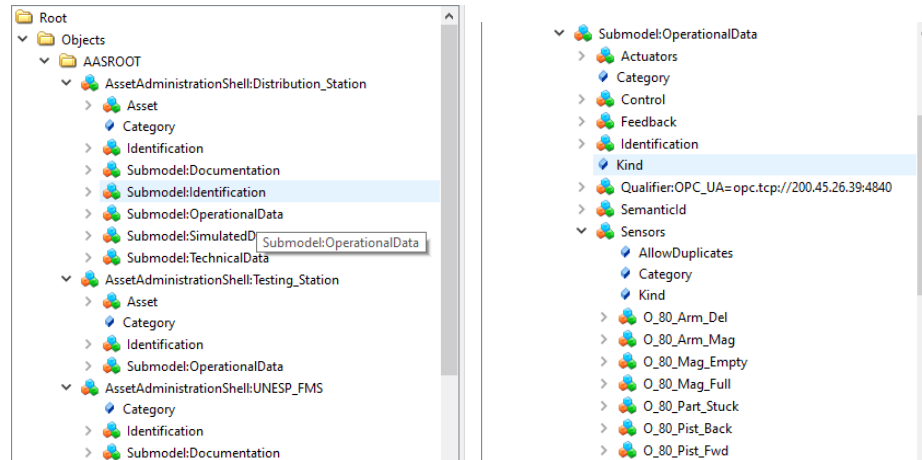 Root
Objects
AASROOT
AssetAdministrationShell:Distribution_Station
Asset
Category
Identification
Submodel:Documentation
Submodel:Identification
Submodel:OperationalData
Submodel:SimulatedD
Submodel:OperationalData
Submodel:TechnicalData
AssetAdministrationShell:Testing_Station
Asset
Category
Identification
Submodel:OperationalData
AssetAdministrationShell:UNESP_FMS
Category
Identification
Submodel:Documentation
Submodel:OperationalData
Actuators
Category
Control
Feedback
Identification
Kind
Qualifier:OPC_UA=opc.tcp://200.45.26.39:4840
SemanticId
Sensors
AllowDuplicates
Category
Kind
O_80_Arm_Del
O_80_Arm_Mag
O_80_Mag_Empty
O_80_Mag_Full
O_80_Part_Stuck
O_80_Pist_Back
O_80_Pist_Fwd